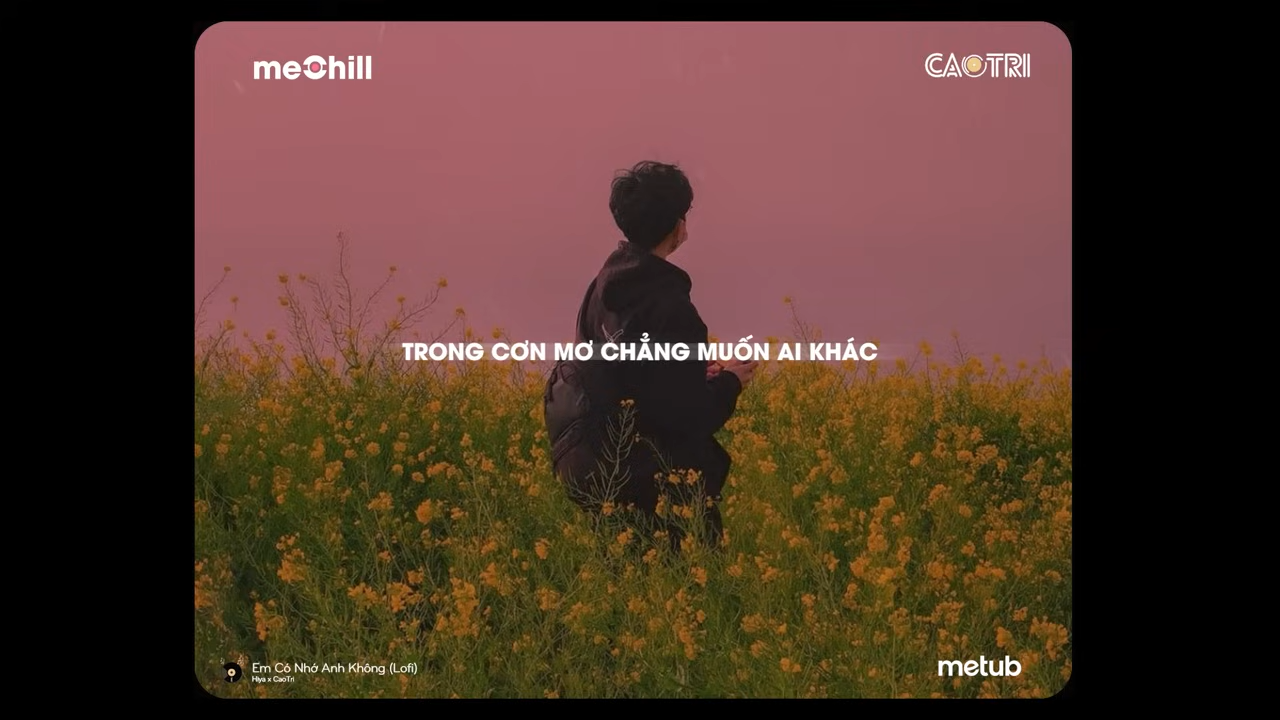 meChill
CAOTRI
TRONG CƠN MƠ CHẲNG MUỐN AI KHÁC
Em Có Nhớ Anh Không (Lofi)
Hiya x CaoTri
metub